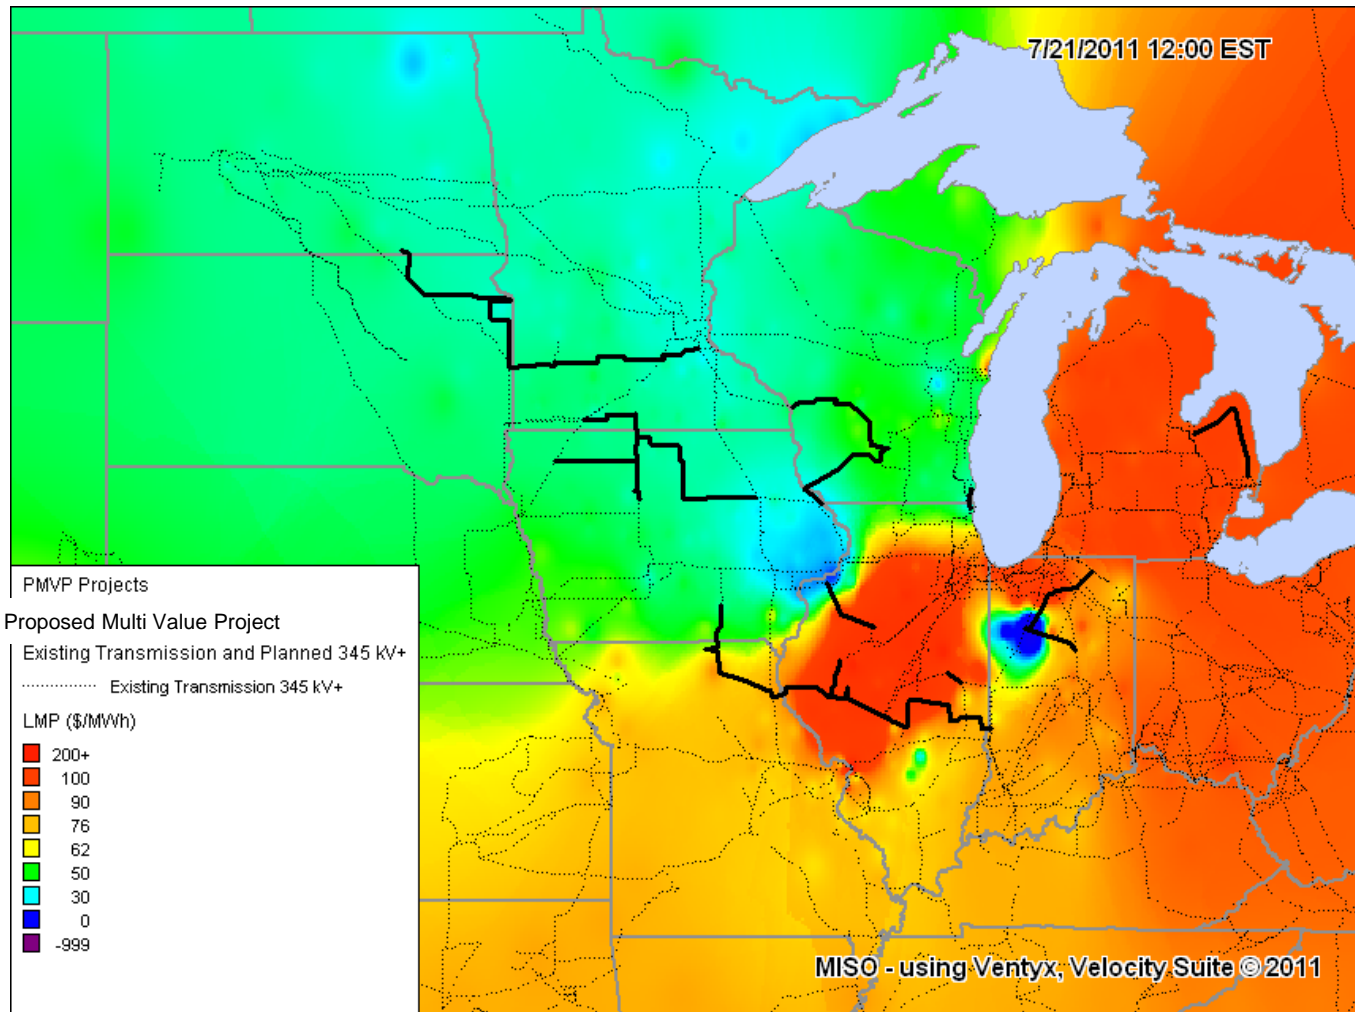 7/21/2011 12:00 EST
PMVP Projects
Proposed Multi Value Project
Existing Transmission and Planned 345 kV+
Existing Transmission 345 kV+
LMP ($/MWh)
200+
100
90
76
62
50
30
0
-999
MISO - using Ventyx, Velocity Suite © 2011